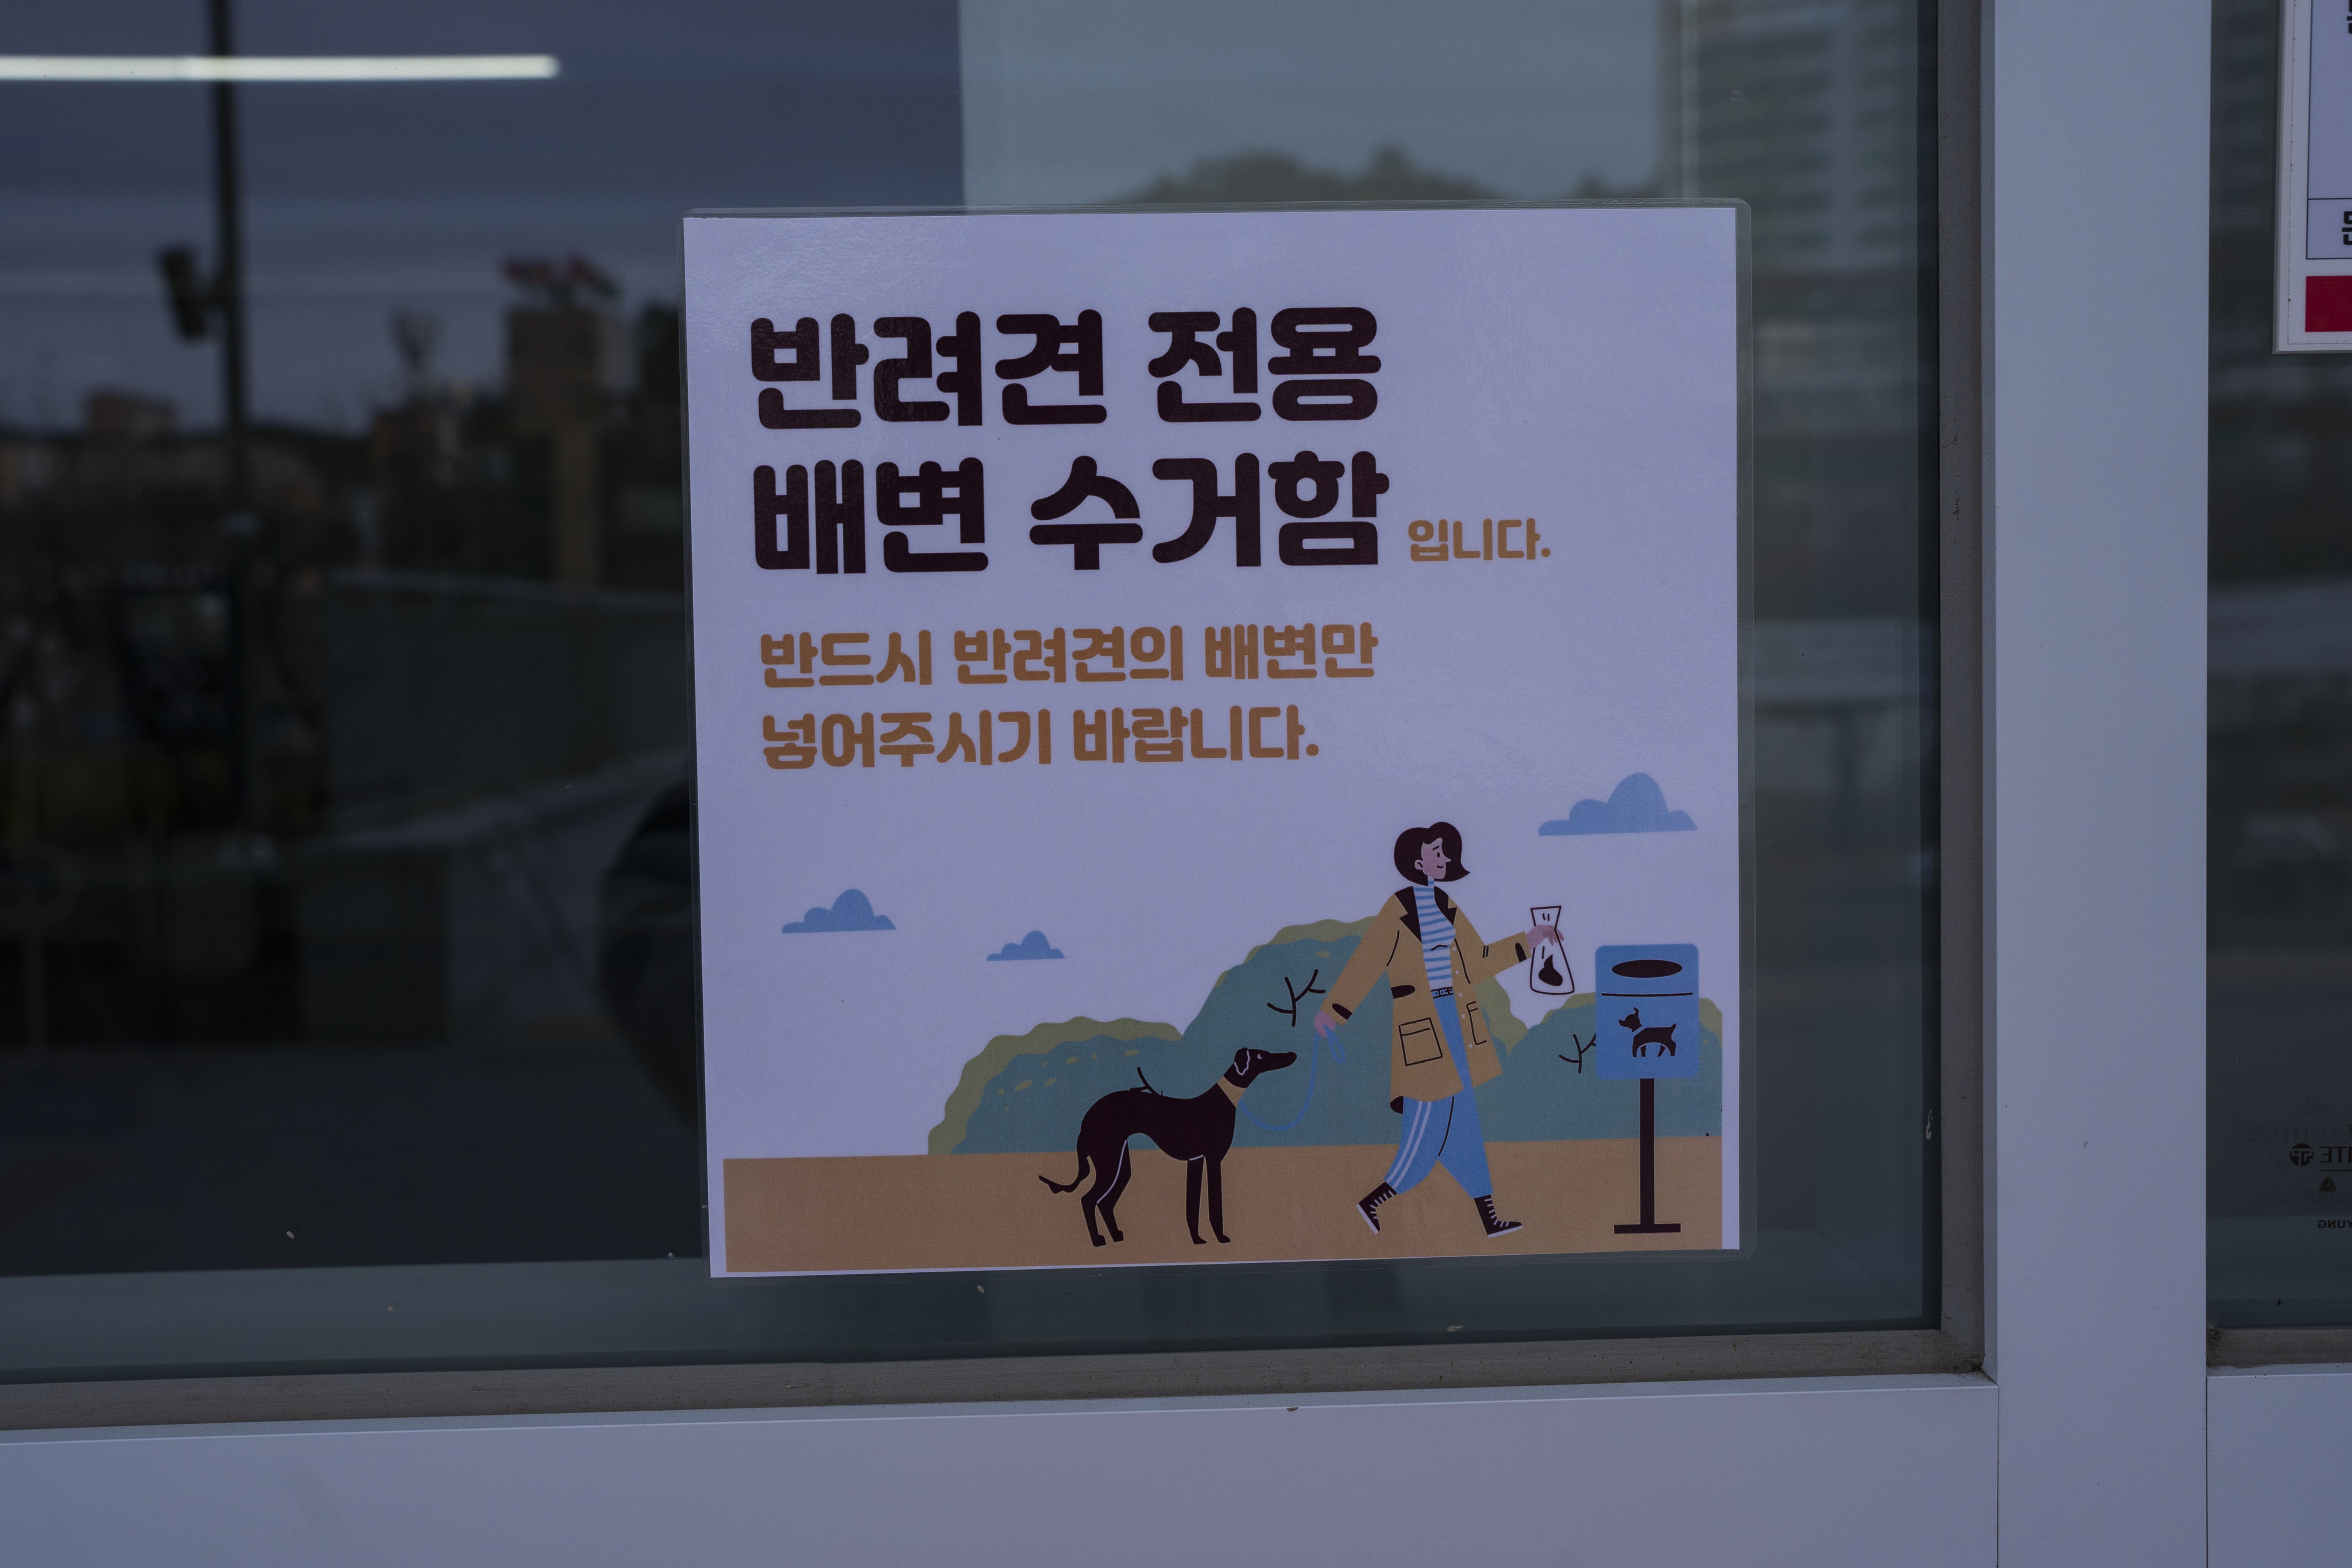 반려견 전용
배변 수거함 입니다.
반드시 반려견의 배변만
넣어주시기 바랍니다.